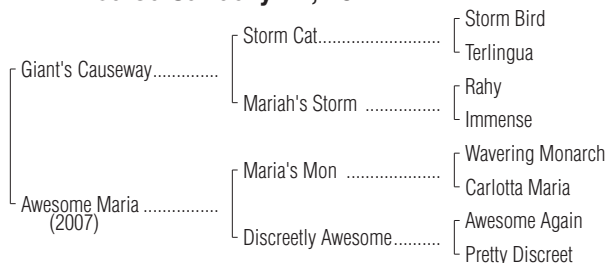 Storm Bird
Storm Cat........................
Terlingua
Giant's Causeway..............
Rahy
Mariah's Storm ................
Immense
Wavering Monarch
Maria's Mon ....................
Carlotta Maria
Awesome Maria ................
(2007)
Awesome Again
Discreetly Awesome..........
Pretty Discreet